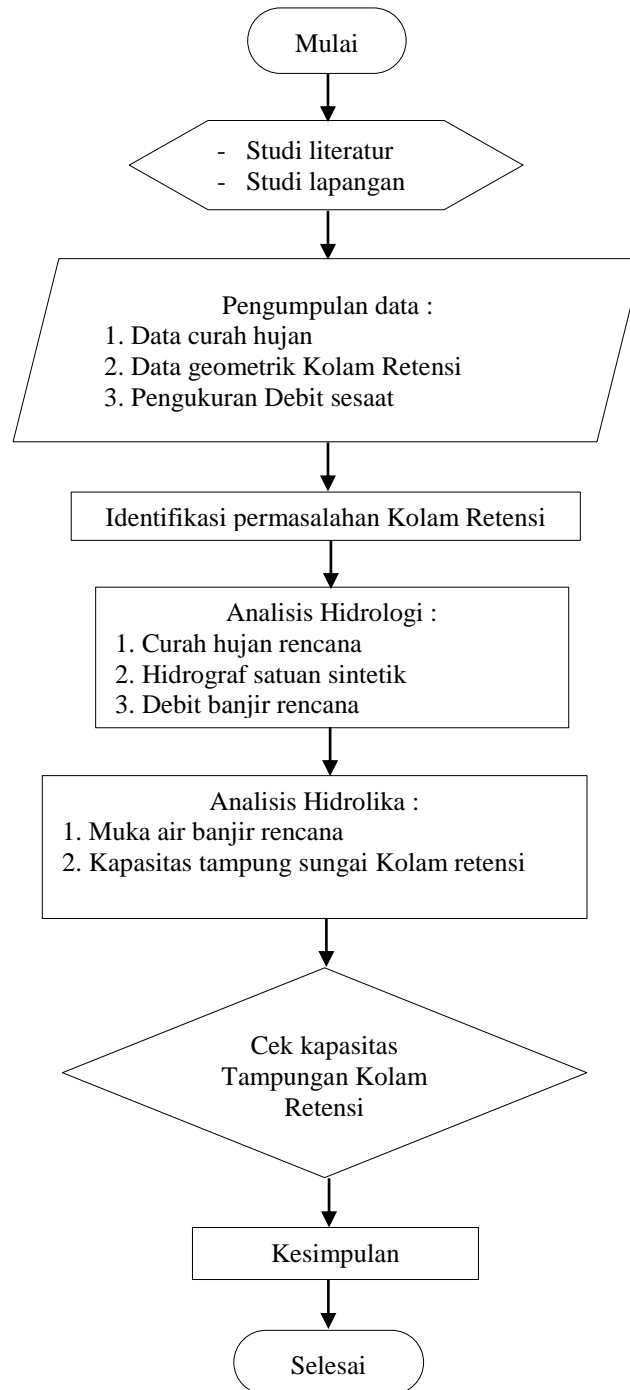 Mulai
- Studi literatur
- Studi lapangan
Pengumpulan data :
1. Data curah hujan
2. Data geometrik Kolam Retensi
3. Pengukuran Debit sesaat
Identifikasi permasalahan Kolam Retensi
Analisis Hidrologi :
1. Curah hujan rencana
2. Hidrograf satuan sintetik
3. Debit banjir rencana
Analisis Hidrolika :
1. Muka air banjir rencana
2. Kapasitas tampung sungai Kolam retensi
Cek kapasitas
Tampungan Kolam
Retensi
Kesimpulan
Selesai